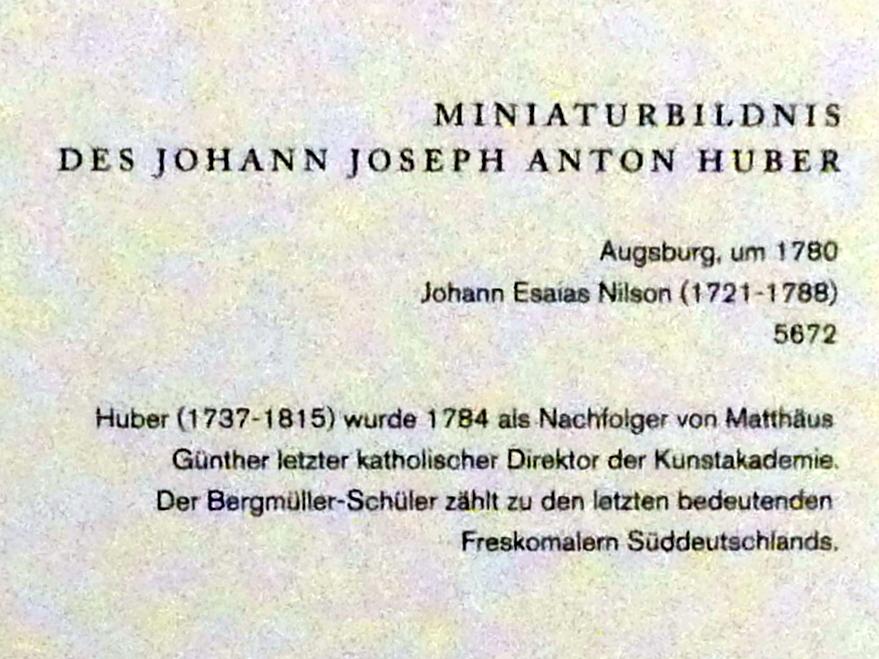 MINIATURBILDNIS
DES JOHANN JOSEPH ANTON HUBER
Augsburg, um 1780
Johann Esaias Nilson (1721-1788)
5672
Huber (1737-1815) wurde 1784 als Nachfolger von Matthäus
Günther letzter katholischer Direktor der Kunstakademie.
Der Bergmüller-Schüler zählt zu den letzten bedeutenden
Freskomalern Süddeutschlands.